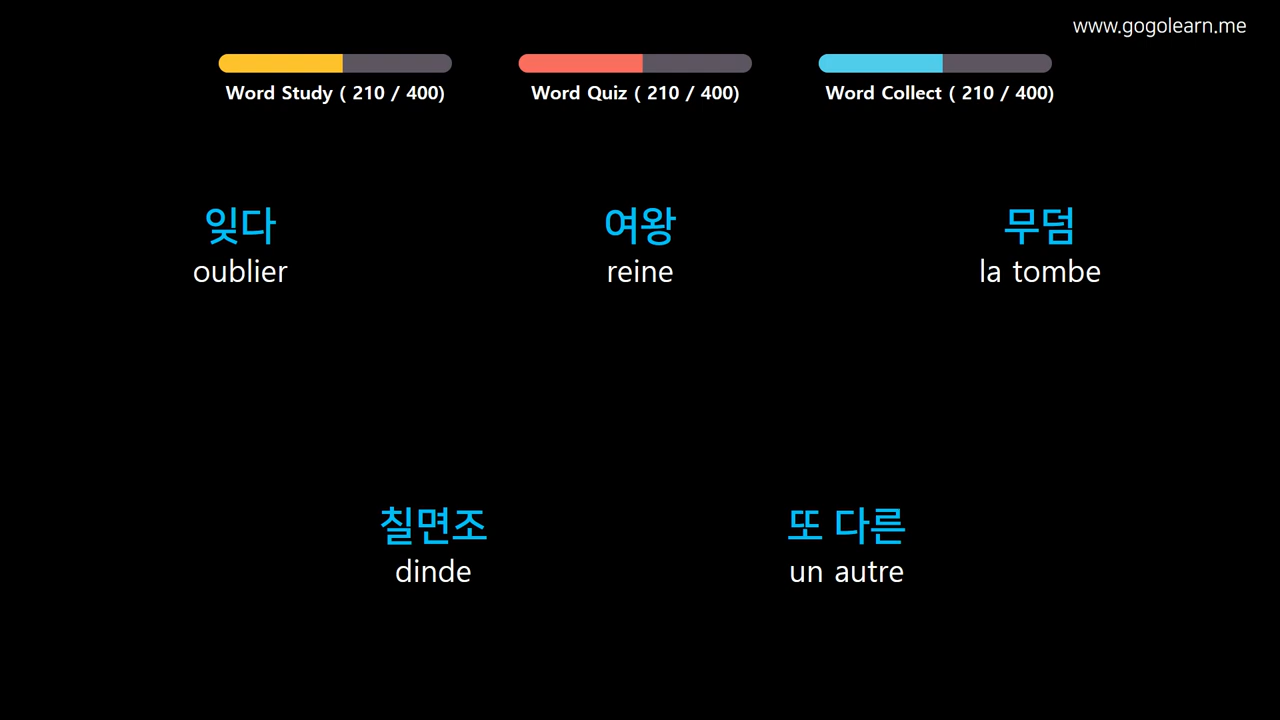 www.gogolearn.me
Word Study ( 210 / 400)
Word Quiz ( 210 / 400)
Word Collect ( 210 / 400)
잊다
oublier
여왕
reine
무덤
la tombe
칠면조
dinde
또 다른
un autre